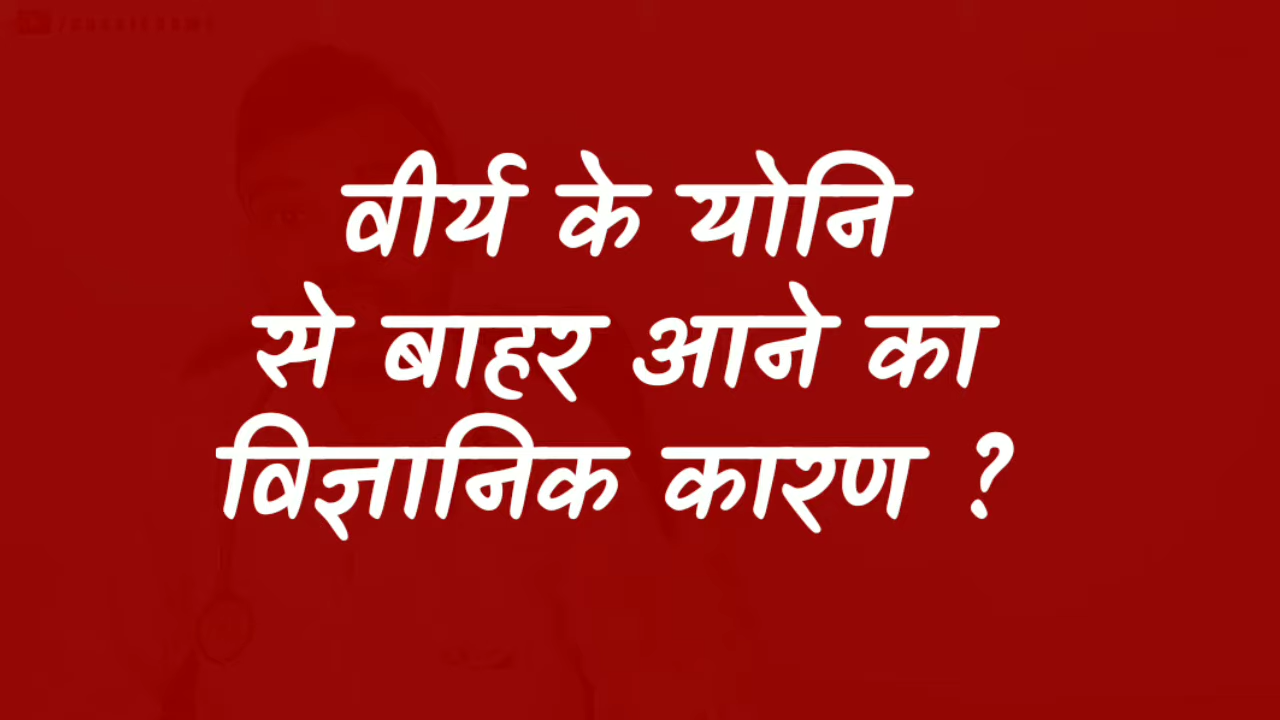 वीर्य के योनि
से बाहर आने का
विज्ञानिक कारण ?